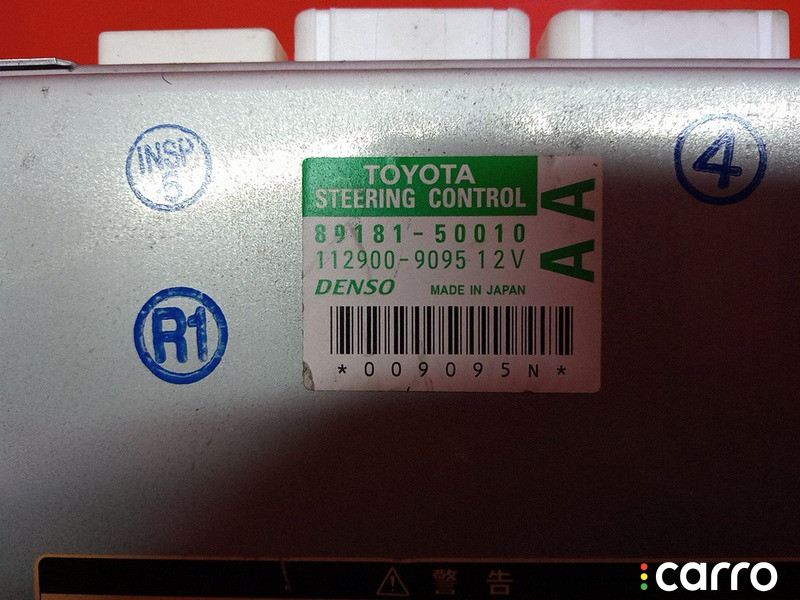 INSP
5
4
TOYOTA
STEERING CONTROL
AA
89181-50010
112900-9095 12V
DENSO MADE IN JAPAN
R1
*009095N*
警告
carro